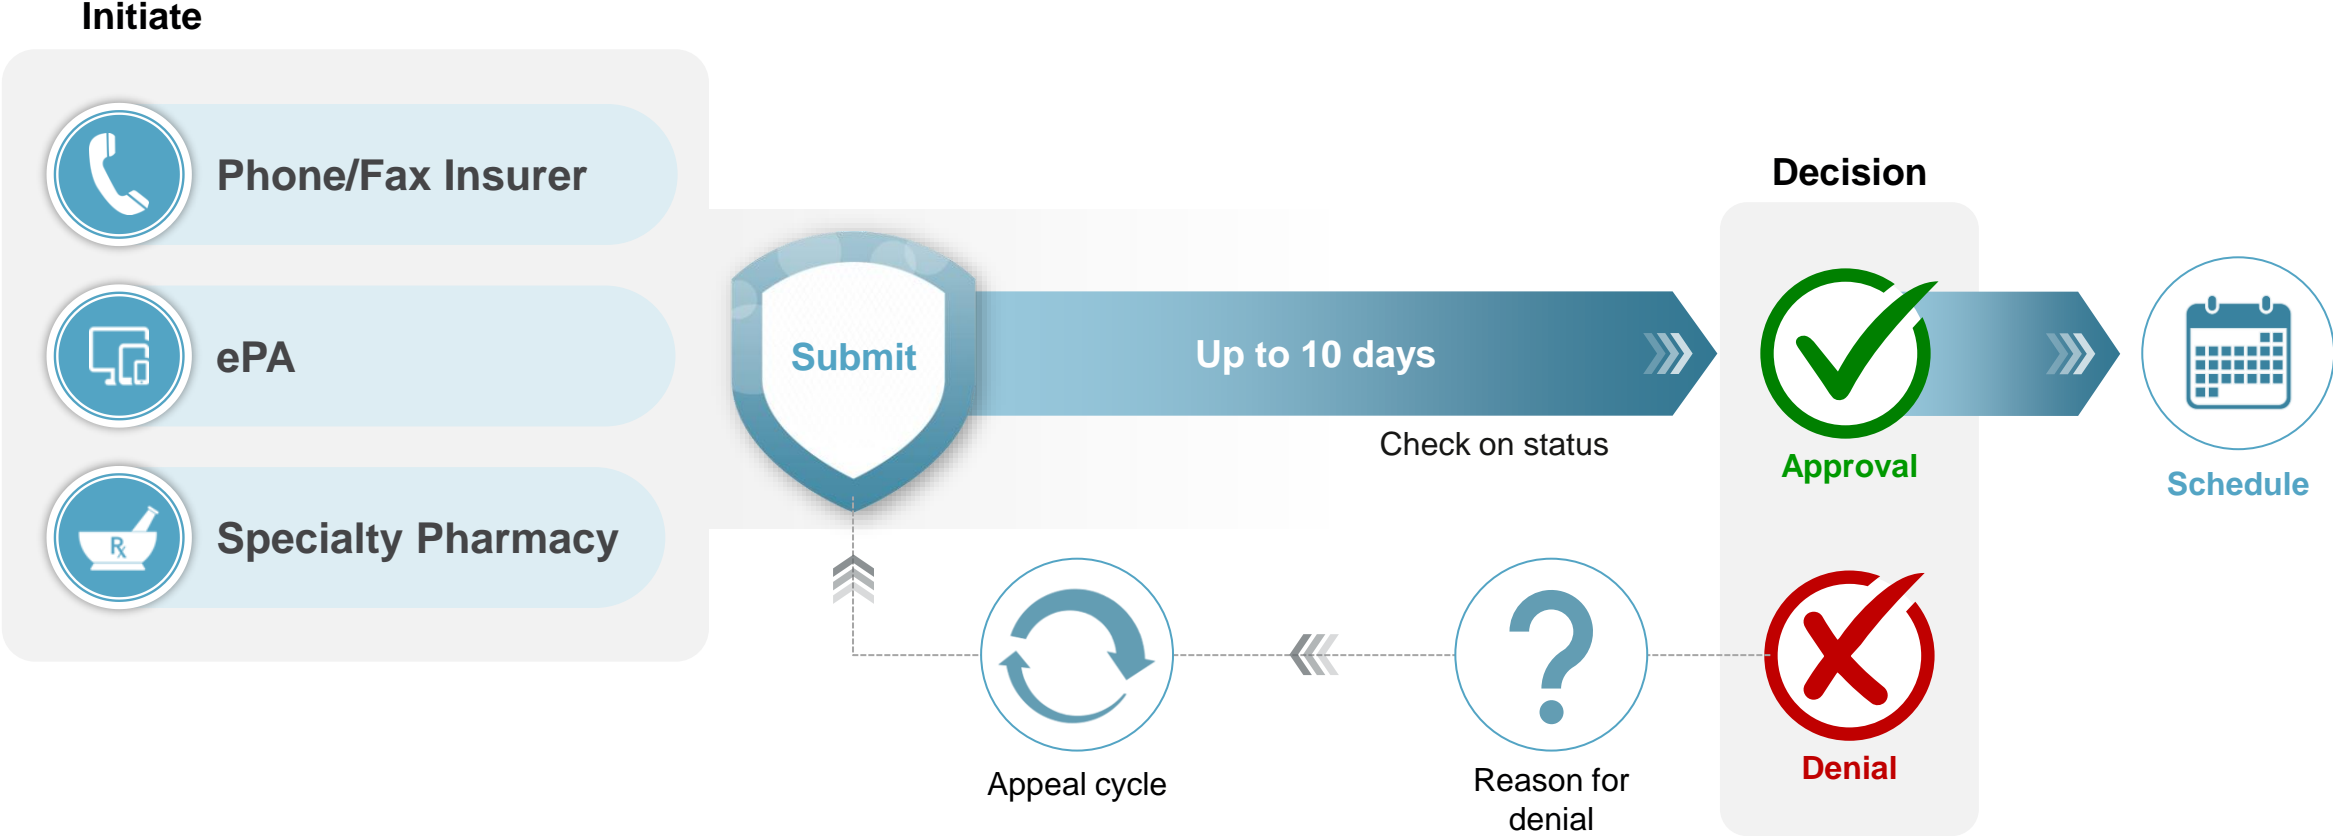 Initiate
Phone/Fax Insurer
ePA
Rx
Specialty Pharmacy
Submit
Up to 10 days
Check on status
Decision
Approval
Schedule
Denial
Reason for
denial
Appeal cycle